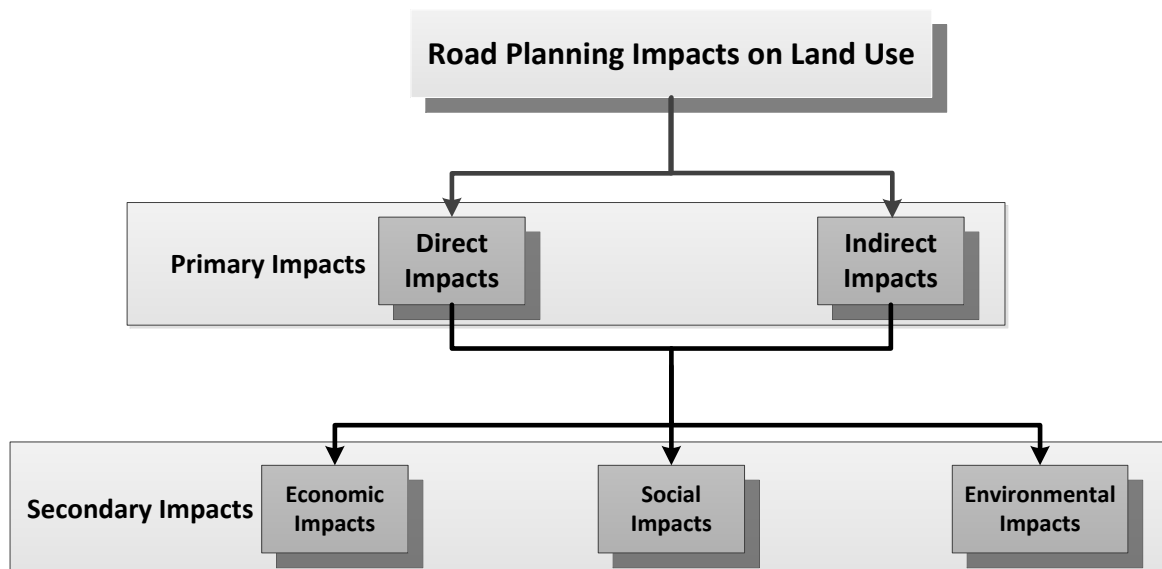 Road Planning Impacts on Land Use
Primary Impacts
Direct
Impacts
Indirect
Impacts
Secondary Impacts
Economic
Impacts
Social
Impacts
Environmental
Impacts